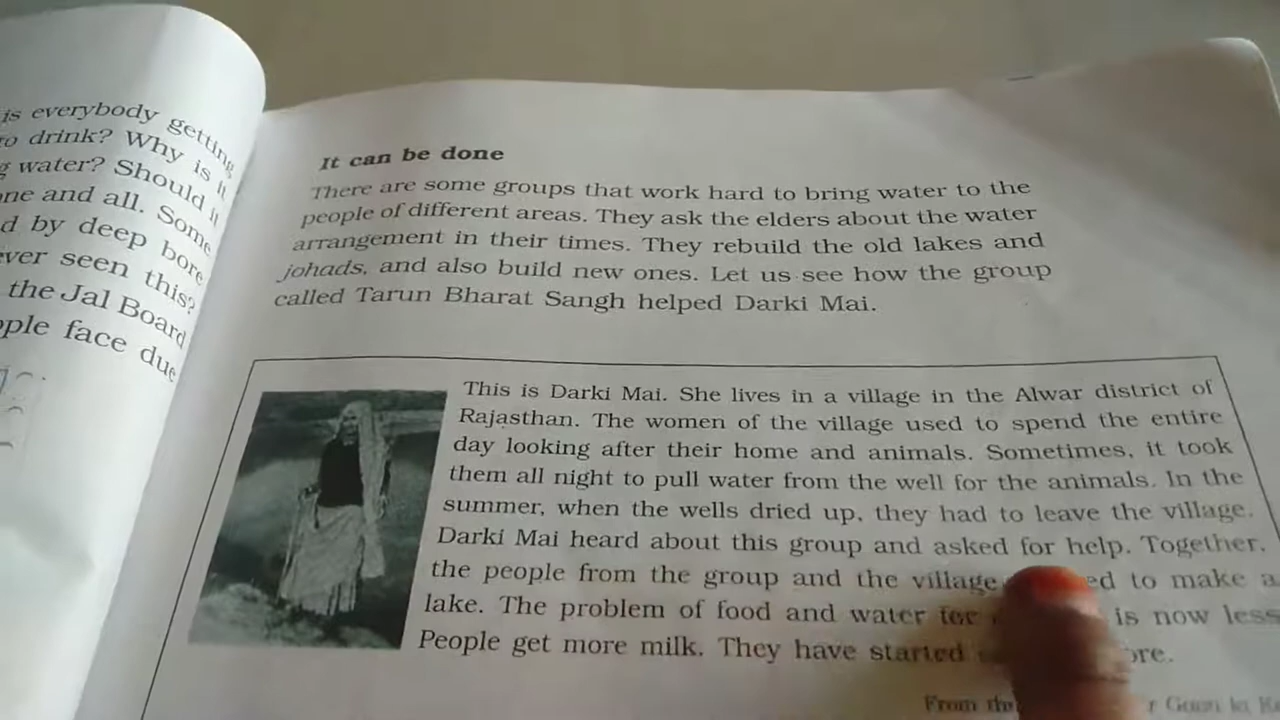 is everybody getting
to drink? Why is it
g water? Should it
one and all. Some
d by deep bore
ever seen this?
the Jal Board
ople face due
It can be done
There are some groups that work hard to bring water to the
people of different areas. They ask the elders about the water
arrangement in their times. They rebuild the old lakes and
johads, and also build new ones. Let us see how the group
called Tarun Bharat Sangh helped Darki Mai.
This is Darki Mai. She lives in a village in the Alwar district of
Rajasthan. The women of the village used to spend the entire
day looking after their home and animals. Sometimes, it took
them all night to pull water from the well for the animals. In the
summer, when the wells dried up, they had to leave the village.
Darki Mai heard about this group and asked for help. Together,
the people from the group and the village ed to make a
lake. The problem of food and water is now less
People get more milk. They have started ore.
From Gaon